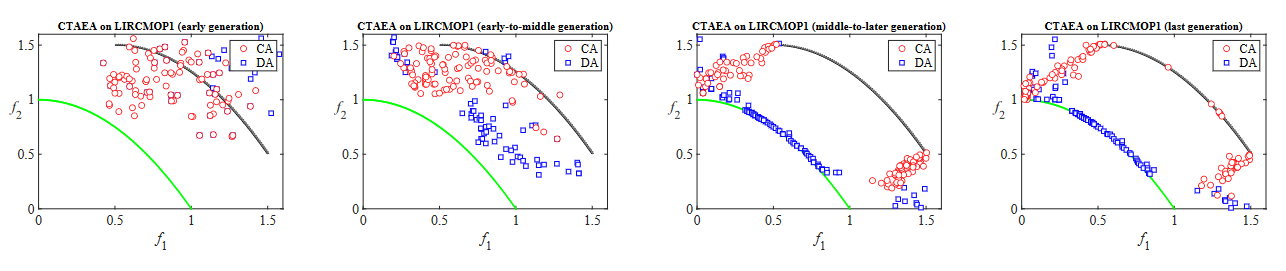 CTAEA on LIRCMOP1 (early generation)
1.5
1
0.5
0
f2
CA
DA
0
0.5
1
1.5
f1
CTAEA on LIRCMOP1 (early-to-middle generation)
1.5
1
0.5
0
f2
CA
DA
0
0.5
1
1.5
f1
CTAEA on LIRCMOP1 (middle-to-later generation)
1.5
1
0.5
0
f2
CA
DA
0
0.5
1
1.5
f1
CTAEA on LIRCMOP1 (last generation)
1.5
1
0.5
0
f2
CA
DA
0
0.5
1
1.5
f1